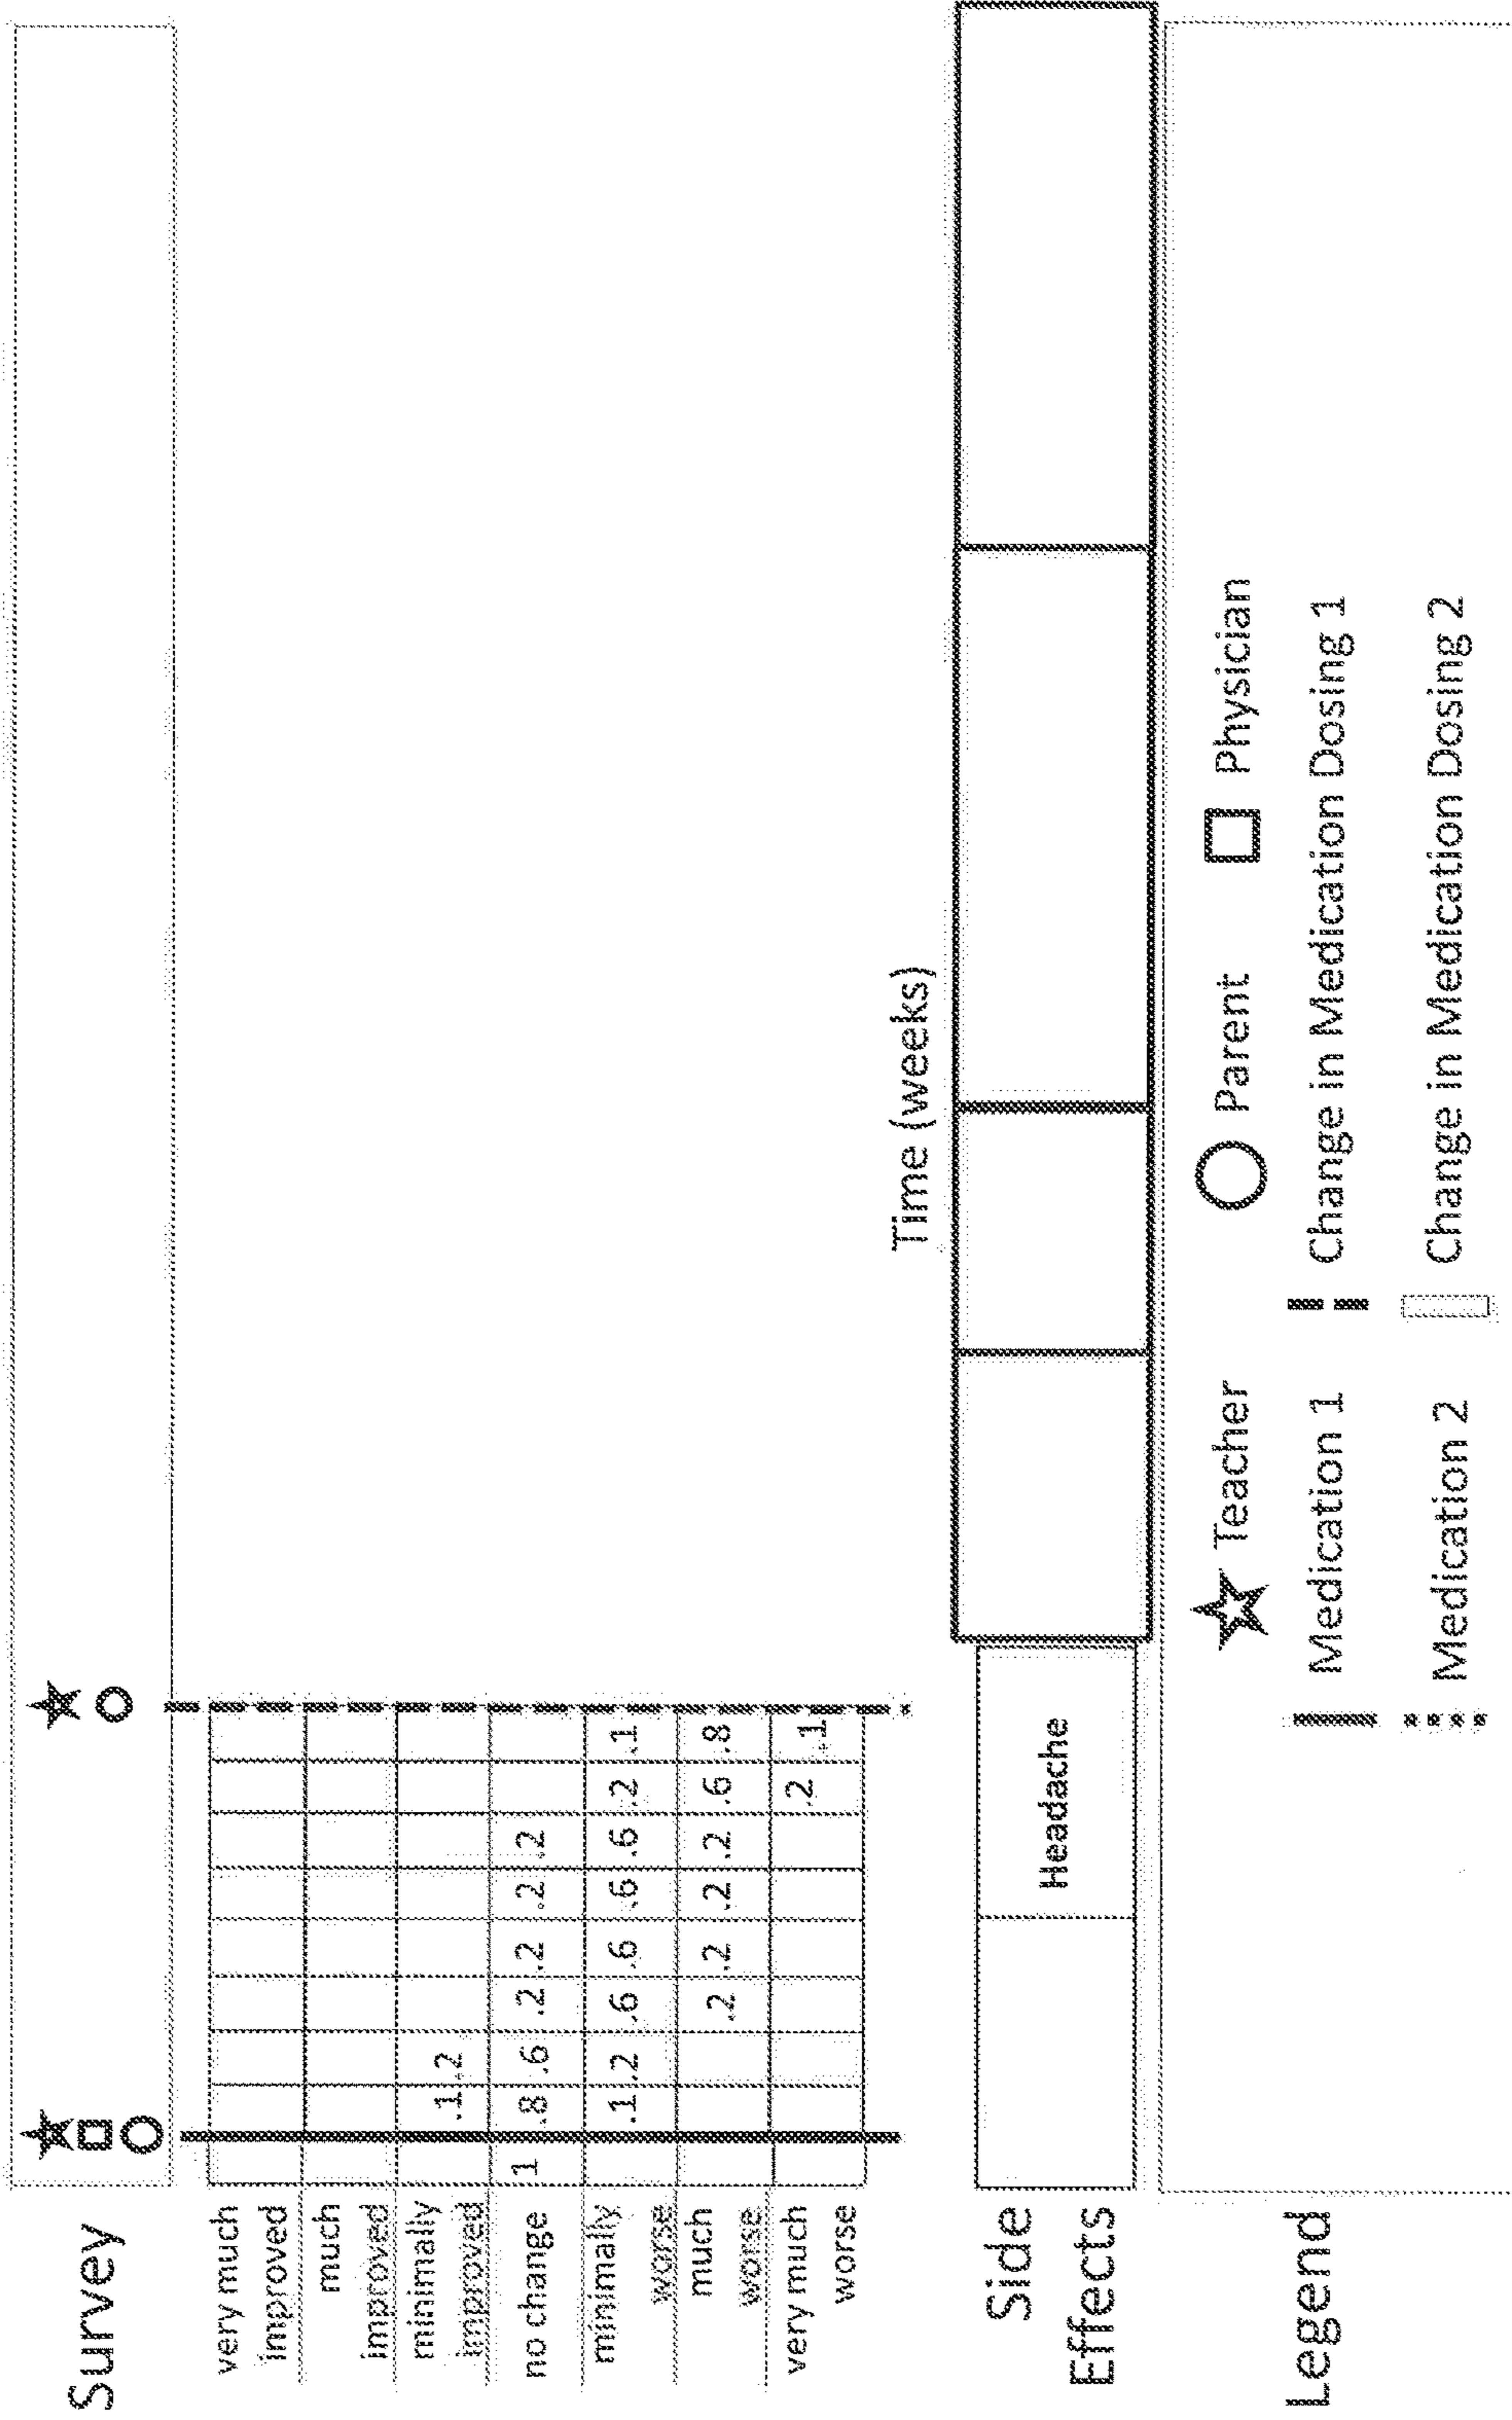 Survey
very much
improved
much
improved
minimally
improved
.1 .2
no change
1 .8 .6 .2 .2 .2 .2
minimally
worse
.1 .2 .6 .6 .6 .6 .2 .1
much
worse
.2 .2 .2 .2 .6 .8
very much
worse
.2 .1
Time (weeks)
Side
Effects
Headache
Legend
Teacher Parent Physician
Medication 1 Change in Medication Dosing 1
Medication 2 Change in Medication Dosing 2